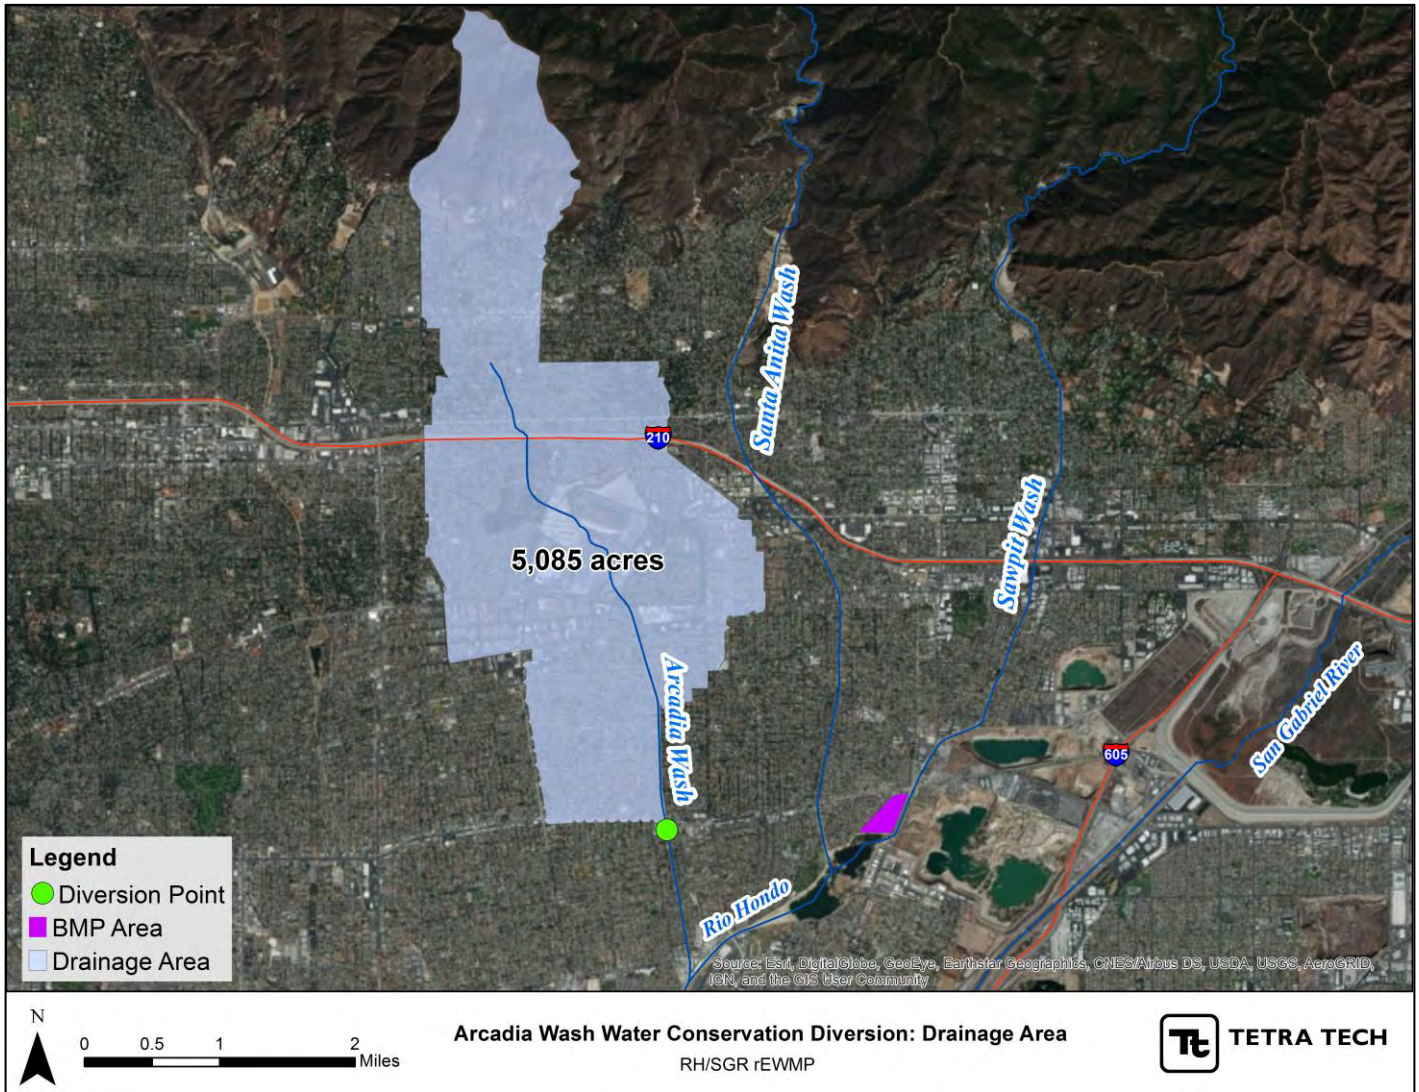 Santa Anita Wash
210
Sawpit Wash
5,085 acres
Arcadia Wash
San Gabriel River
605
Rio Hondo
Legend
Diversion Point
BMP Area
Drainage Area
Source: Esri, DigitalGlobe, GeoEye, Earthstar Geographics, CNES/Airbus DS, USDA, USGS, AeroGRID,
IGN, and the GIS User Community
N
0 0.5 1 2
Miles
Arcadia Wash Water Conservation Diversion: Drainage Area
RH/SGR rEWMP
Tt TETRA TECH